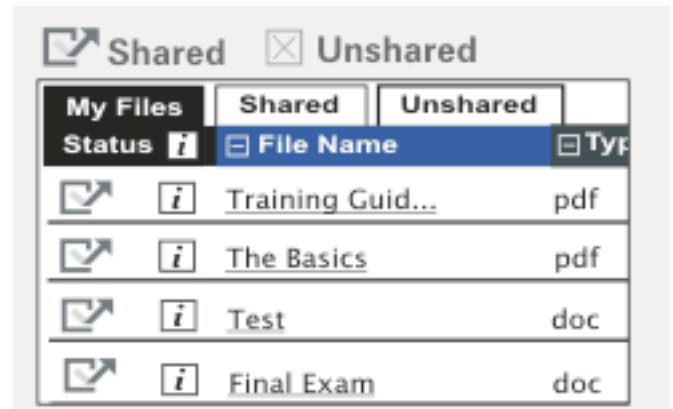 Shared Unshared
My Files Shared Unshared
Status i File Name Typ
i Training Guid... pdf
i The Basics pdf
i Test doc
i Final Exam doc